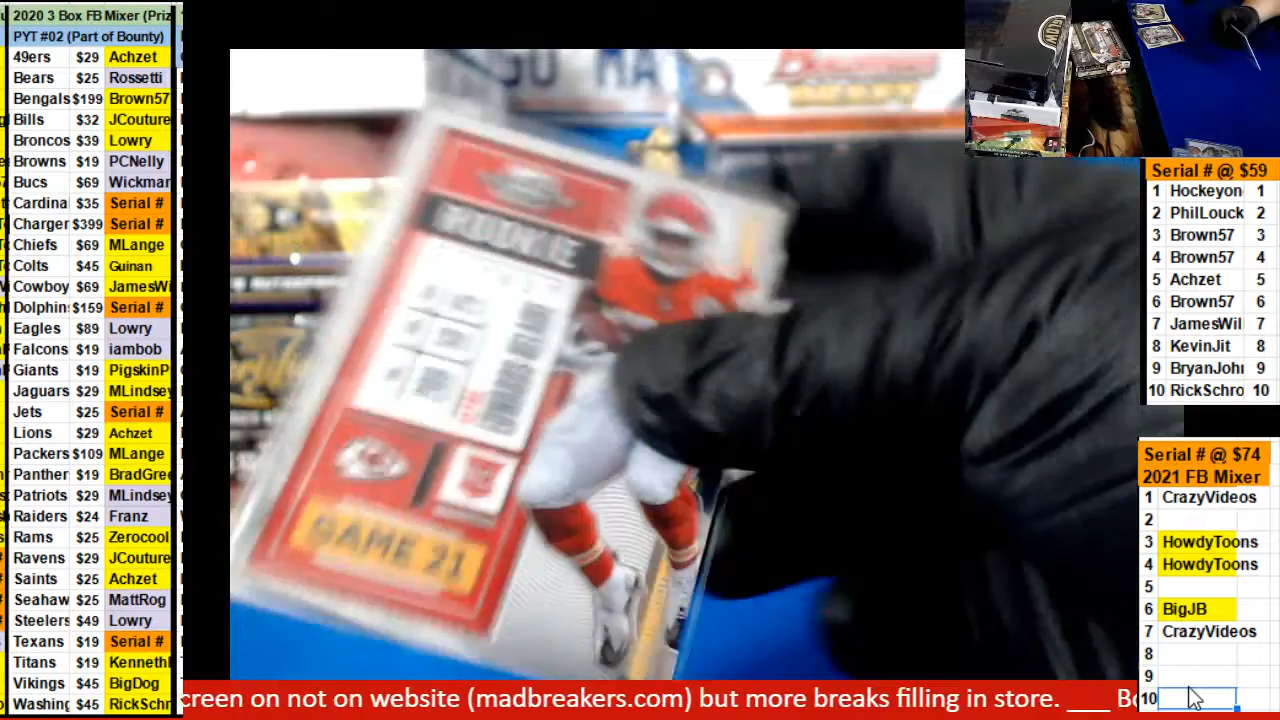 2020 3 Box FB Mixer (Priz
PYT #02 (Part of Bounty)
49ers $29 Achzet
Bears $25 Rossetti
Bengals $199 Brown57
Bills $32 JCouture
Broncos $39 Lowry
Browns $19 PCNelly
Bucs $69 Wickman
Cardina $35 Serial #
Charger $399 Serial #
Chiefs $69 MLange
Colts $45 Guinan
Cowboy $69 JamesWi
Dolphin $159 Serial #
Eagles $89 Lowry
Falcons $19 iambob
Giants $19 PigskinP
Jaguars $29 MLindsey
Jets $25 Serial #
Lions $29 Achzet
Packers $109 MLange
Panther $19 BradGree
Patriots $29 MLindsey
Raiders $24 Franz
Rams $25 Zerocool
Ravens $29 JCouture
Saints $25 Achzet
Seahaw $25 MattRog
Steelers $49 Lowry
Texans $19 Serial #
Titans $19 Kennethl
Vikings $45 BigDog
Washing $45 RickSchr
ROOKIE
GAME 21
Serial # @ $59
1 Hockeyon 1
2 PhilLouck 2
3 Brown57 3
4 Brown57 4
5 Achzet 5
6 Brown57 6
7 JamesWil 7
8 KevinJit 8
9 BryanJohn 9
10 RickSchro 10
Serial # @ $74
2021 FB Mixer
1 CrazyVideos
2
3 HowdyToons
4 HowdyToons
5
6 BigJB
7 CrazyVideos
8
9
10
creen on not on website (madbreakers.com) but more breaks filling in store. ___ Bo